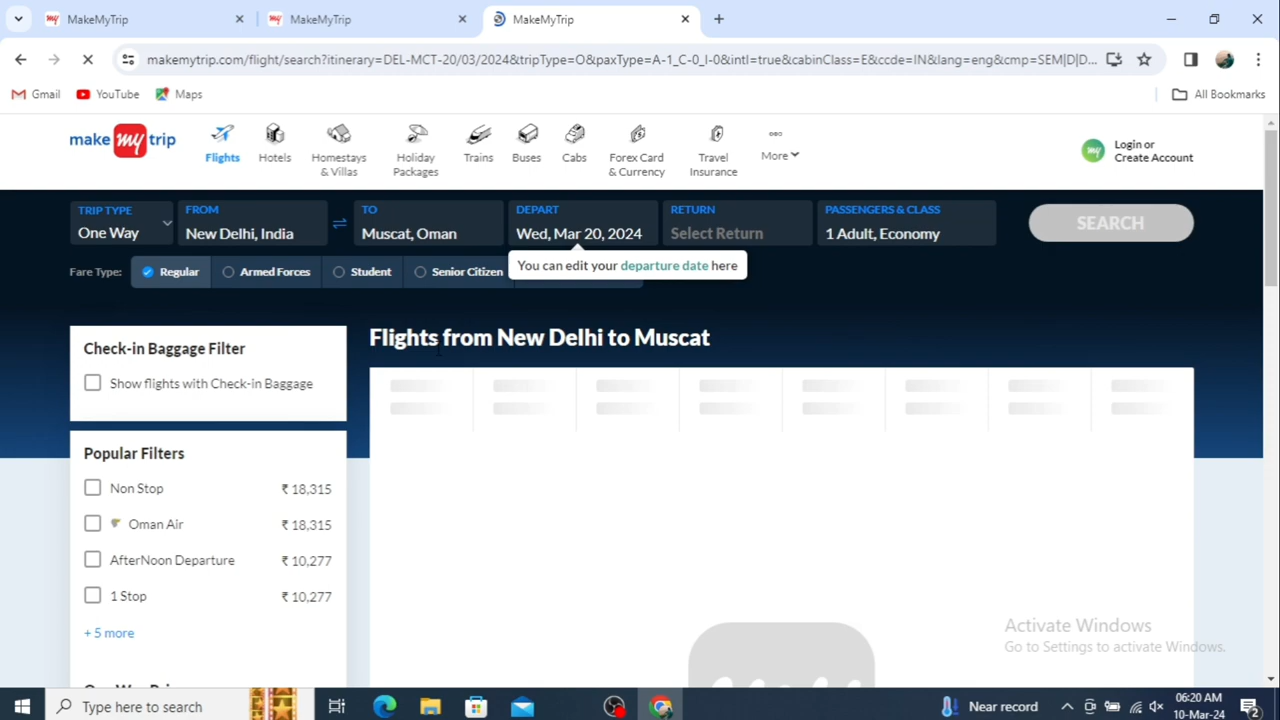 MakeMyTrip
MakeMyTrip
MakeMyTrip
makemytrip.com/flight/search?itinerary=DEL-MCT-20/03/2024&tripType=O&paxType=A-1_C-0_I-0&intl=true&cabinClass=E&ccde=IN&lang=eng&cmp=SEM|D|D...
Gmail
YouTube
Maps
All Bookmarks
make my trip
Flights
Hotels
Homestays & Villas
Holiday Packages
Trains
Buses
Cabs
Forex Card & Currency
Travel Insurance
More
Login or
Create Account
my
TRIP TYPE
One Way
FROM
New Delhi, India
TO
Muscat, Oman
DEPART
Wed, Mar 20, 2024
RETURN
Select Return
PASSENGERS & CLASS
1 Adult, Economy
SEARCH
Fare Type:
Regular
Armed Forces
Student
Senior Citizen
You can edit your departure date here
Check-in Baggage Filter
Show flights with Check-in Baggage
Popular Filters
Non Stop ₹ 18,315
Oman Air ₹ 18,315
AfterNoon Departure ₹ 10,277
1 Stop ₹ 10,277
+ 5 more
Flights from New Delhi to Muscat
Activate Windows
Go to Settings to activate Windows.
Type here to search
Near record
06:20 AM
10-Mar-24
2